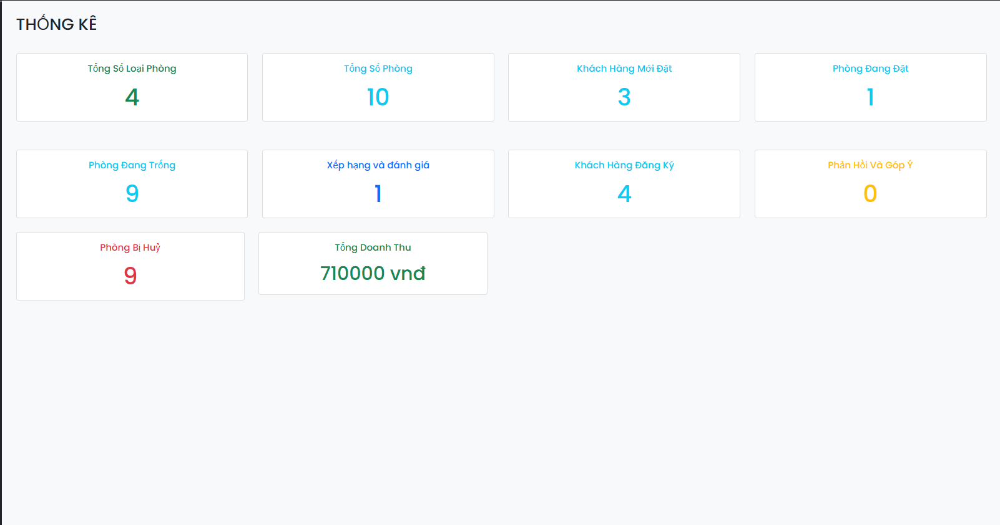 THỐNG KÊ
Tổng Số Loại Phòng
4
Tổng Số Phòng
10
Khách Hàng Mới Đặt
3
Phòng Đang Đặt
1
Phòng Đang Trống
9
Xếp hạng và đánh giá
1
Khách Hàng Đăng Ký
4
Phản Hồi Và Góp Ý
0
Phòng Bị Huỷ
9
Tổng Doanh Thu
710000 vnđ